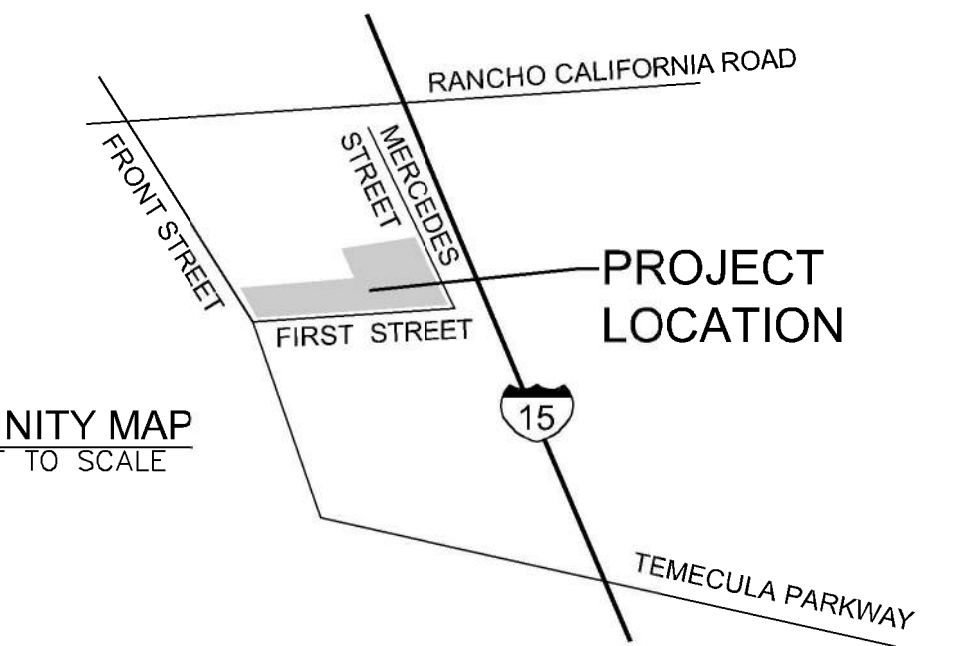 RANCHO CALIFORNIA ROAD
FRONT STREET
MERCEDES
STREET
PROJECT
LOCATION
FIRST STREET
15
NITY MAP
TO SCALE
TEMECULA PARKWAY